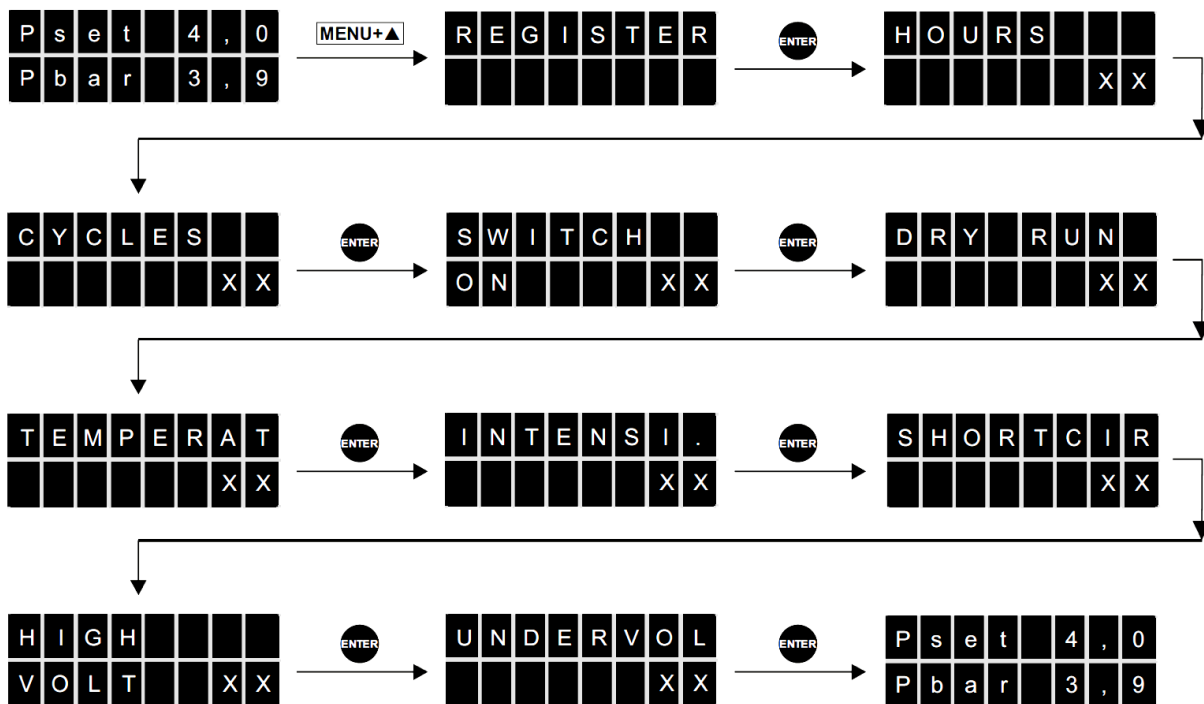 Pset 4,0
Pbar 3,9
MENU+▲
REGISTER
ENTER
HOURS
XX
CYCLES
XX
ENTER
SWITCH
ON XX
ENTER
DRY RUN
XX
TEMPERAT
XX
ENTER
INTENSI.
XX
ENTER
SHORTCIR
XX
HIGH
VOLT XX
ENTER
UNDERVOL
XX
ENTER
Pset 4,0
Pbar 3,9